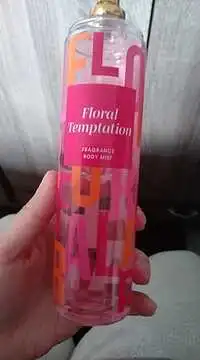 Floral
Temptation
FRAGRANCE
BODY MIST